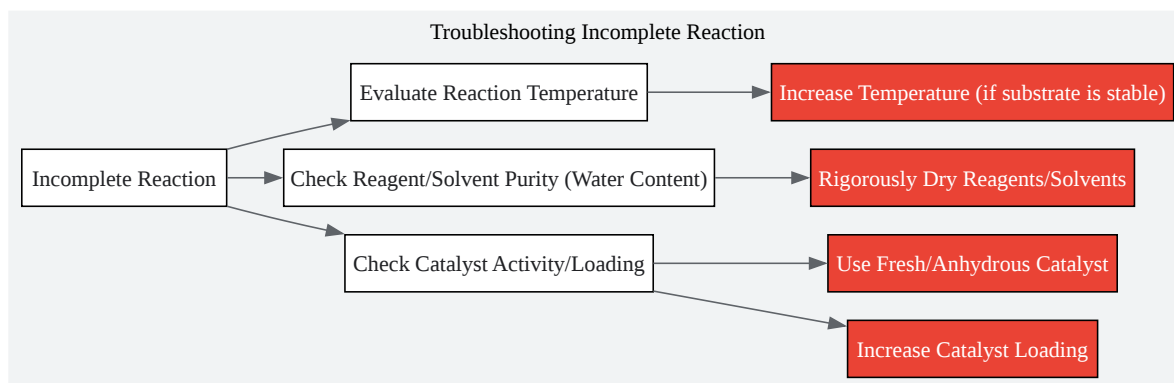 Troubleshooting Incomplete Reaction
Evaluate Reaction Temperature
Increase Temperature (if substrate is stable)
Incomplete Reaction
Check Reagent/Solvent Purity (Water Content)
Rigorously Dry Reagents/Solvents
Check Catalyst Activity/Loading
Use Fresh/Anhydrous Catalyst
Increase Catalyst Loading